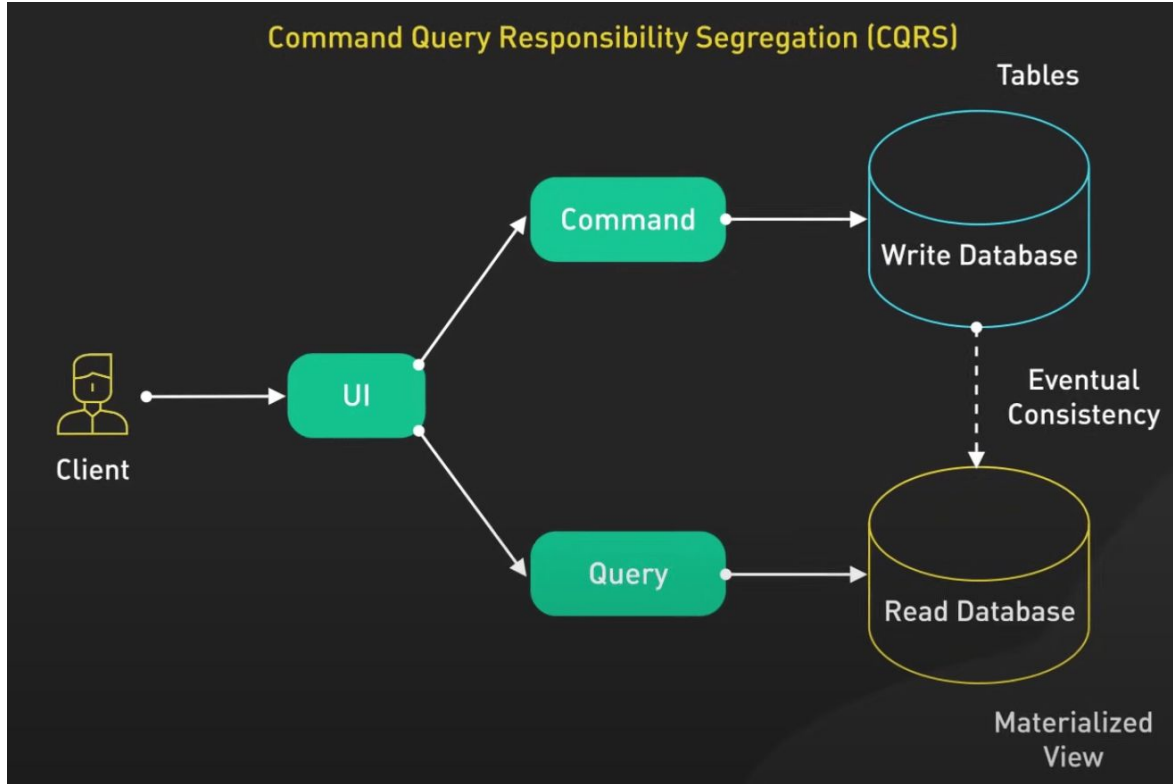 Command Query Responsibility Segregation (CQRS)
Tables
Command
Write Database
Client
UI
Eventual
Consistency
Query
Read Database
Materialized
View